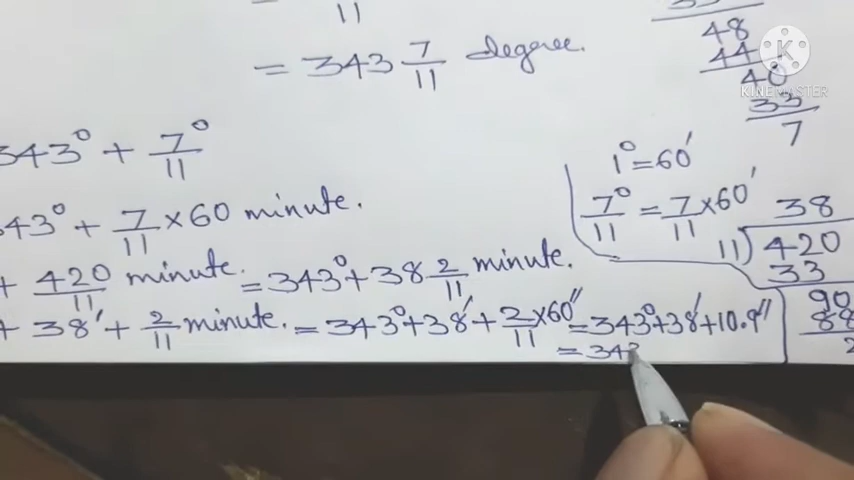 11
= 343 7/11 degree.
48
44
40
33
7
KINEMASTER
343° + 7/11°
1° = 60′
43° + 7/11 × 60 minute.
7°/11 = 7/11 × 60′
38
11) 420
33
90
88
2
+ 420/11 minute. = 343° + 38 2/11 minute.
+ 38′ + 2/11 minute. = 343° + 38′ + 2/11 × 60″ = 343° + 38′ + 10.9″
= 343